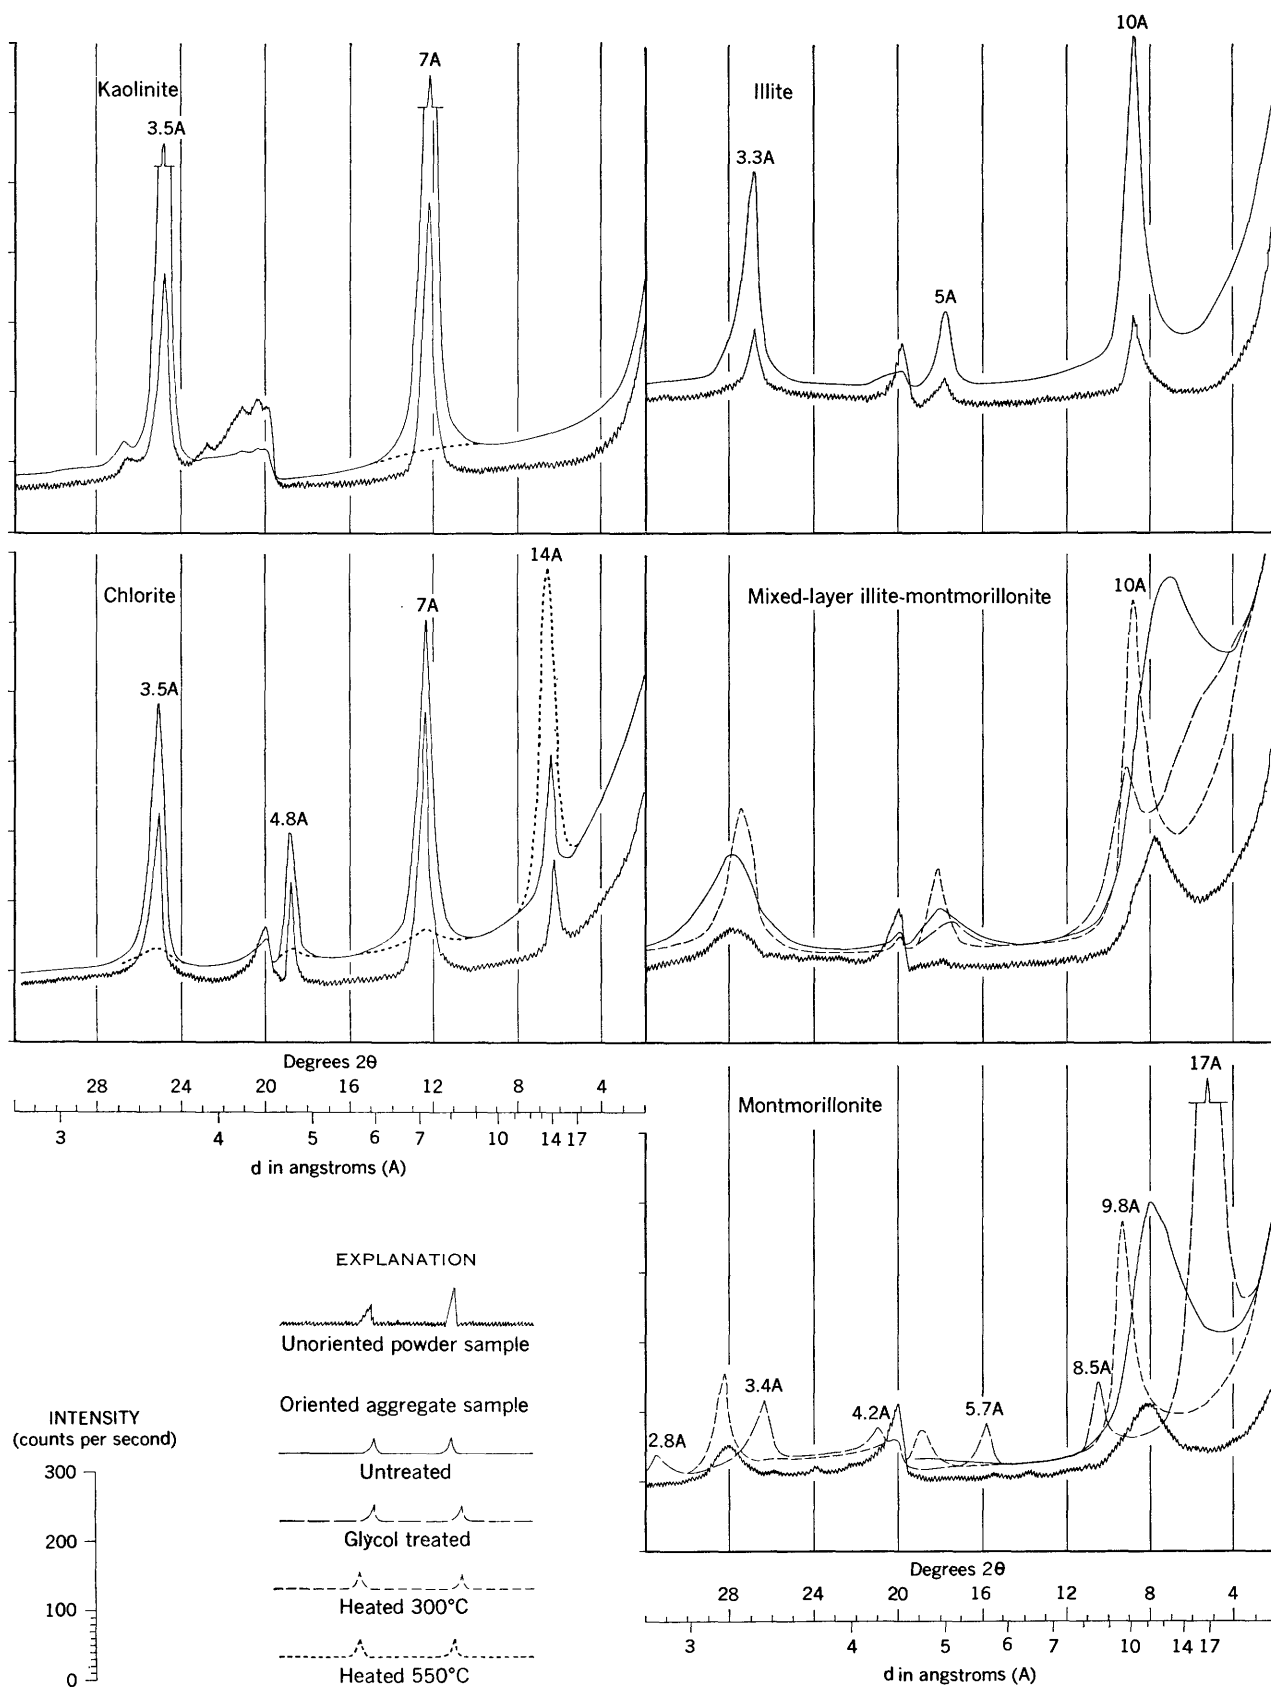 Kaolinite
3.5A
7A
Illite
3.3A
5A
10A
Chlorite
3.5A
4.8A
7A
14A
Mixed-layer illite-montmorillonite
10A
Degrees 2θ
28 24 20 16 12 8 4
3 4 5 6 7 10 14 17
d in angstroms (A)
Montmorillonite
2.8A
3.4A
4.2A
5.7A
8.5A
9.8A
17A
Degrees 2θ
28 24 20 16 12 8 4
3 4 5 6 7 10 14 17
d in angstroms (A)
EXPLANATION
Unoriented powder sample
Oriented aggregate sample
Untreated
Glycol treated
Heated 300°C
Heated 550°C
INTENSITY
(counts per second)
300
200
100
0